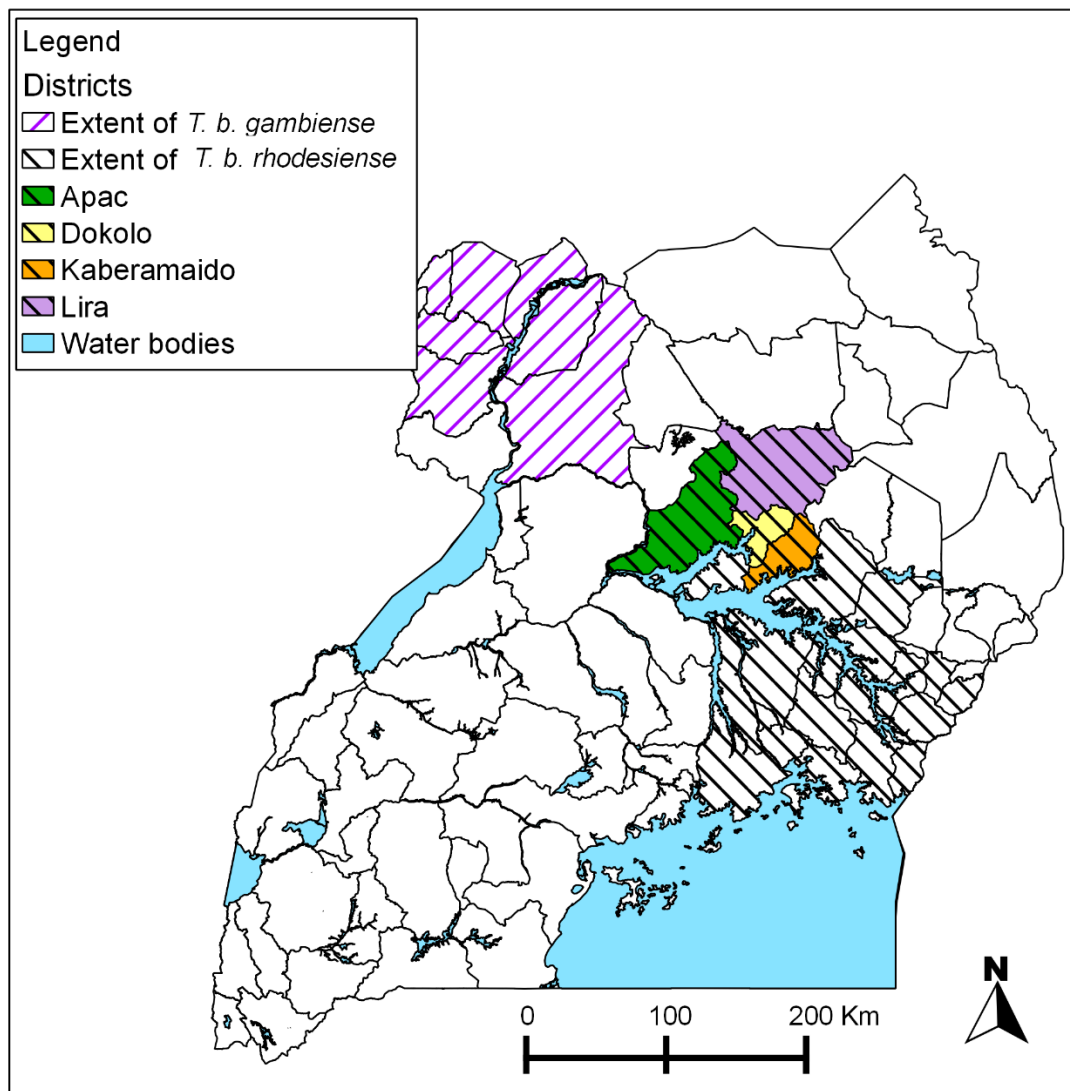 Legend
Districts
Extent of T. b. gambiense
Extent of T. b. rhodesiense
Apac
Dokolo
Kaberamaido
Lira
Water bodies
N
0 100 200 Km